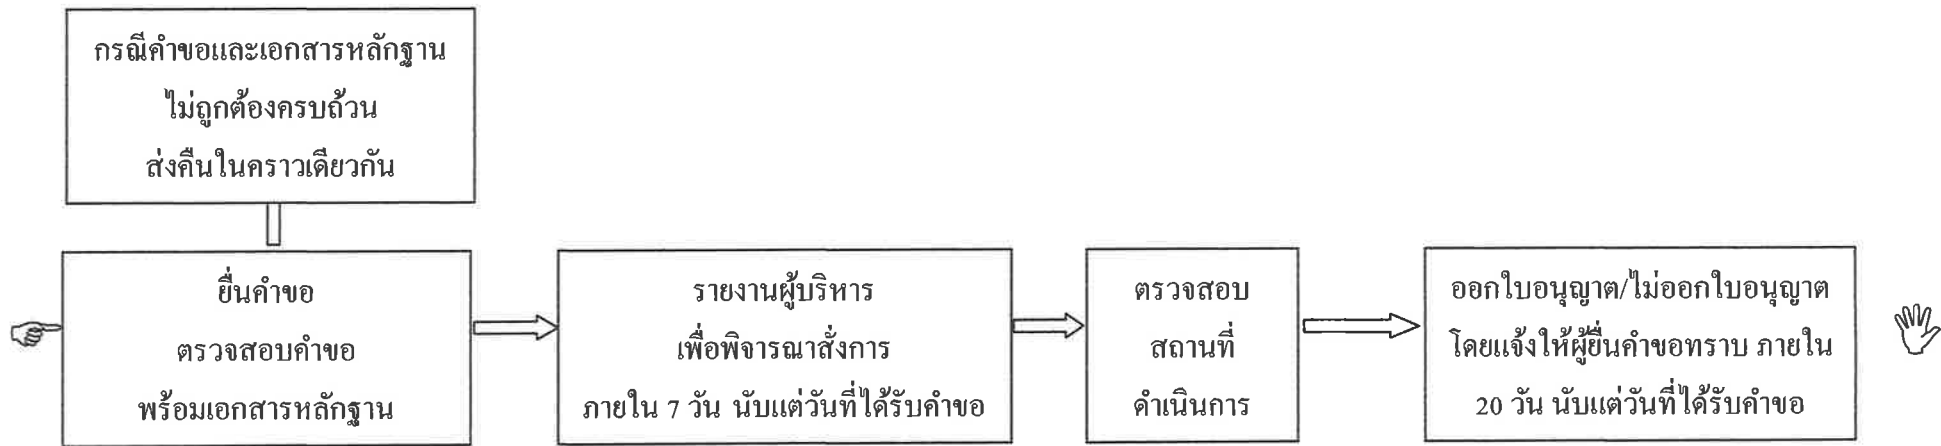 กรณีคำขอและเอกสารหลักฐาน
ไม่ถูกต้องครบถ้วน
ส่งคืนในคราวเดียวกัน
ยื่นคำขอ
ตรวจสอบคำขอ
พร้อมเอกสารหลักฐาน
รายงานผู้บริหาร
เพื่อพิจารณาสั่งการ
ภายใน 7 วัน นับแต่วันที่ได้รับคำขอ
ตรวจสอบ
สถานที่
ดำเนินการ
ออกใบอนุญาต/ไม่ออกใบอนุญาต
โดยแจ้งให้ผู้ยื่นคำขอทราบ ภายใน
20 วัน นับแต่วันที่ได้รับคำขอ